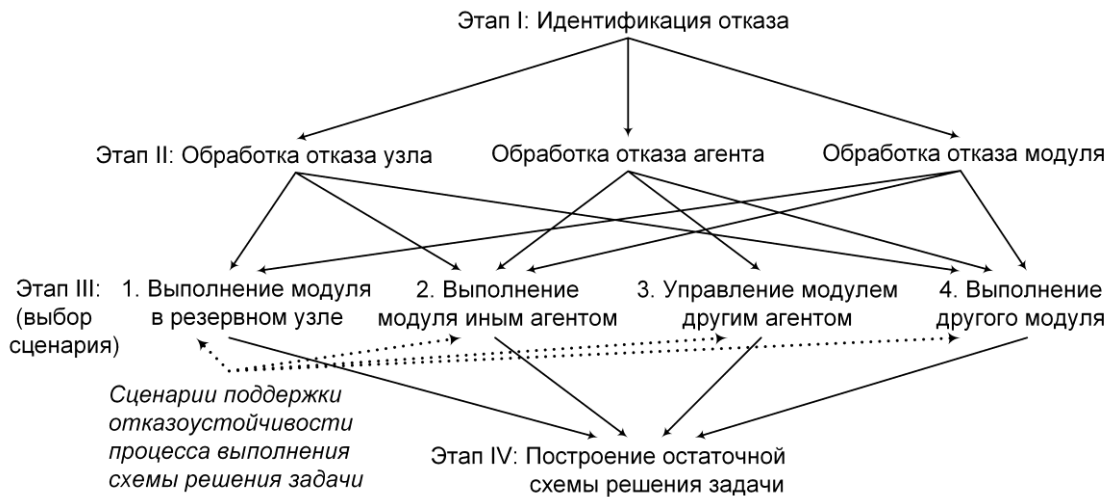 Этап I: Идентификация отказа
Этап II: Обработка отказа узла
Обработка отказа агента
Обработка отказа модуля
Этап III:
(выбор
сценария)
1. Выполнение модуля
в резервном узле
2. Выполнение
модуля иным агентом
3. Управление модулем
другим агентом
4. Выполнение
другого модуля
Сценарии поддержки
отказоустойчивости
процесса выполнения
схемы решения задачи
Этап IV: Построение остаточной
схемы решения задачи